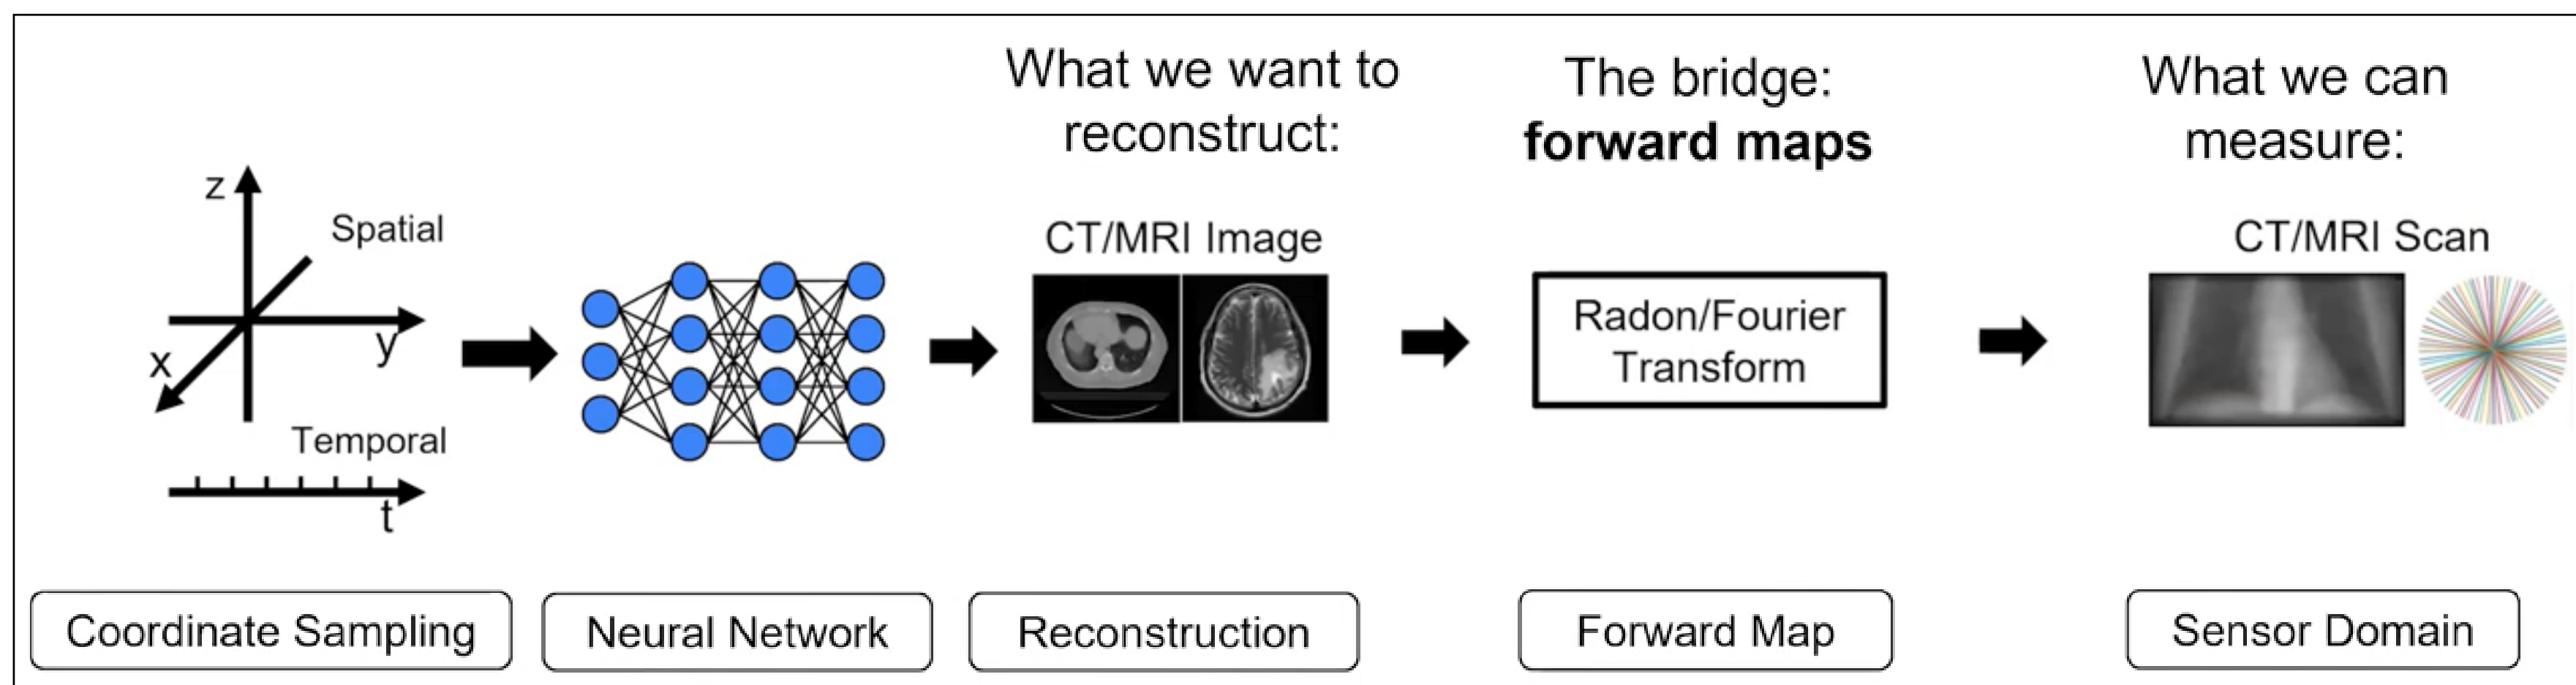 What we want to
reconstruct:
The bridge:
forward maps
What we can
measure:
z
Spatial
x
y
Temporal
t
CT/MRI Image
Radon/Fourier
Transform
CT/MRI Scan
Coordinate Sampling
Neural Network
Reconstruction
Forward Map
Sensor Domain